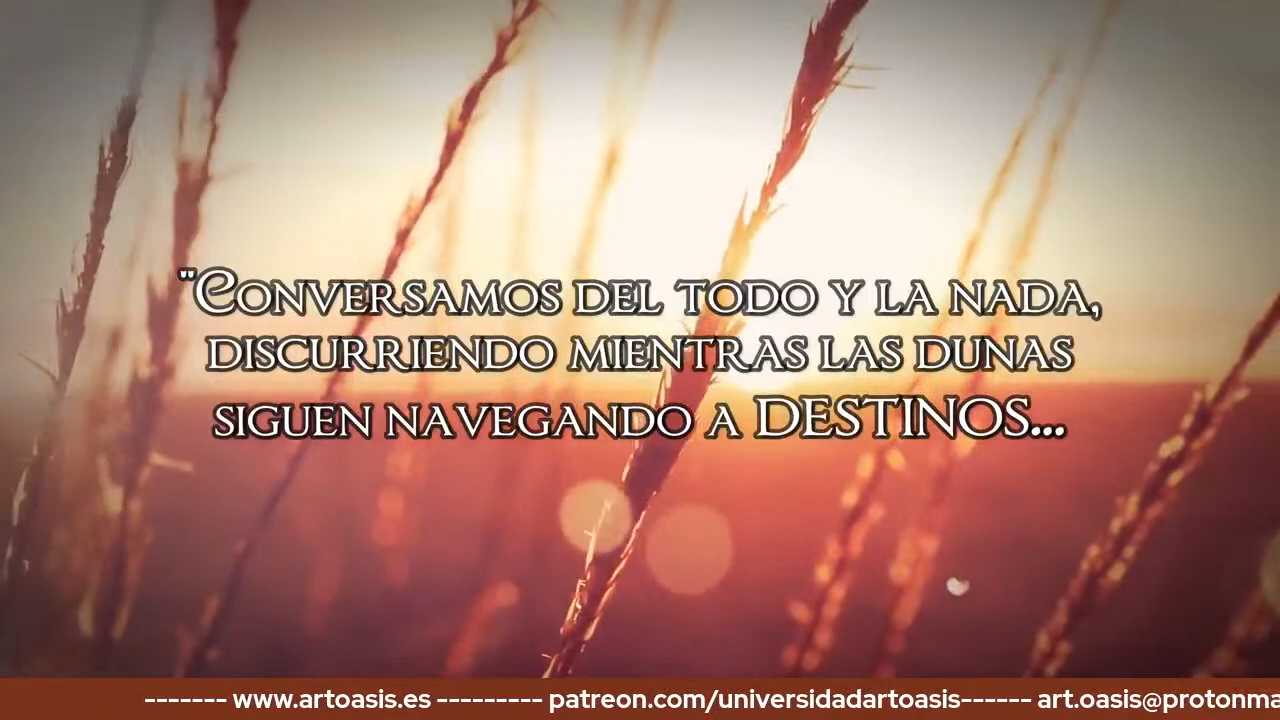 "Conversamos del todo y la nada,
discurriendo mientras las dunas
siguen navegando a DESTINOS...
------- www.artoasis.es --------- patreon.com/universidadartoasis------ art.oasis@protonma